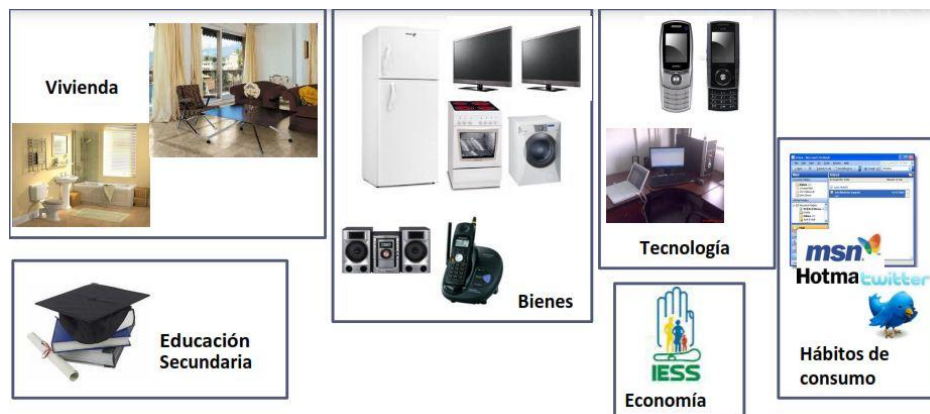 Vivienda
Bienes
Tecnología
Educación
Secundaria
IESS
Economía
msn
Hotma
twitter
Hábitos de
consumo